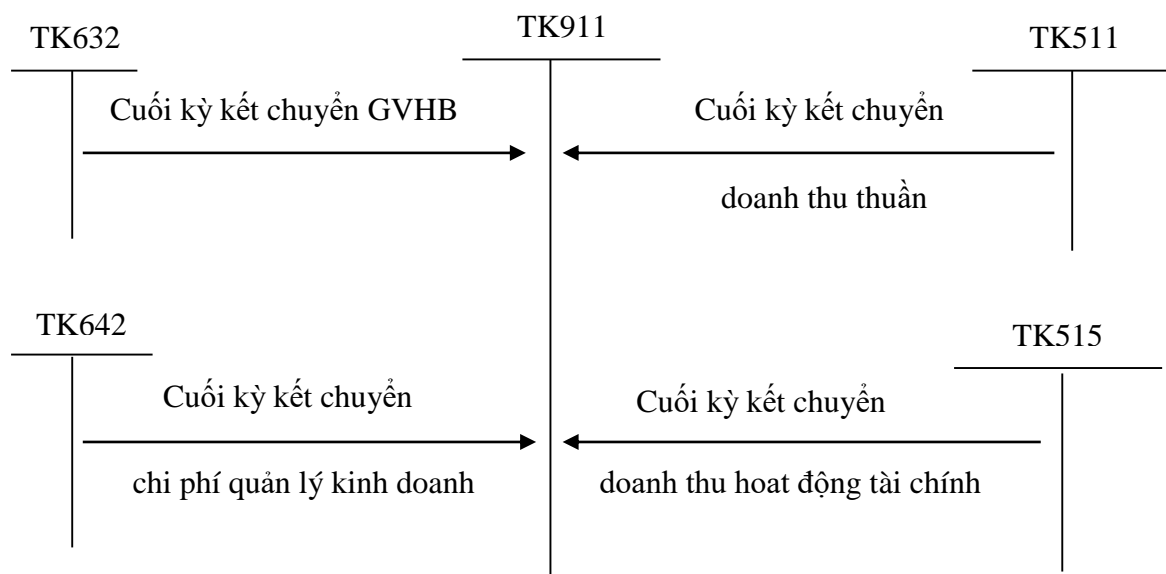 TK632
TK911
TK511
Cuối kỳ kết chuyển GVHB
Cuối kỳ kết chuyển
doanh thu thuần
TK642
TK515
Cuối kỳ kết chuyển
chi phí quản lý kinh doanh
Cuối kỳ kết chuyển
doanh thu hoat động tài chính